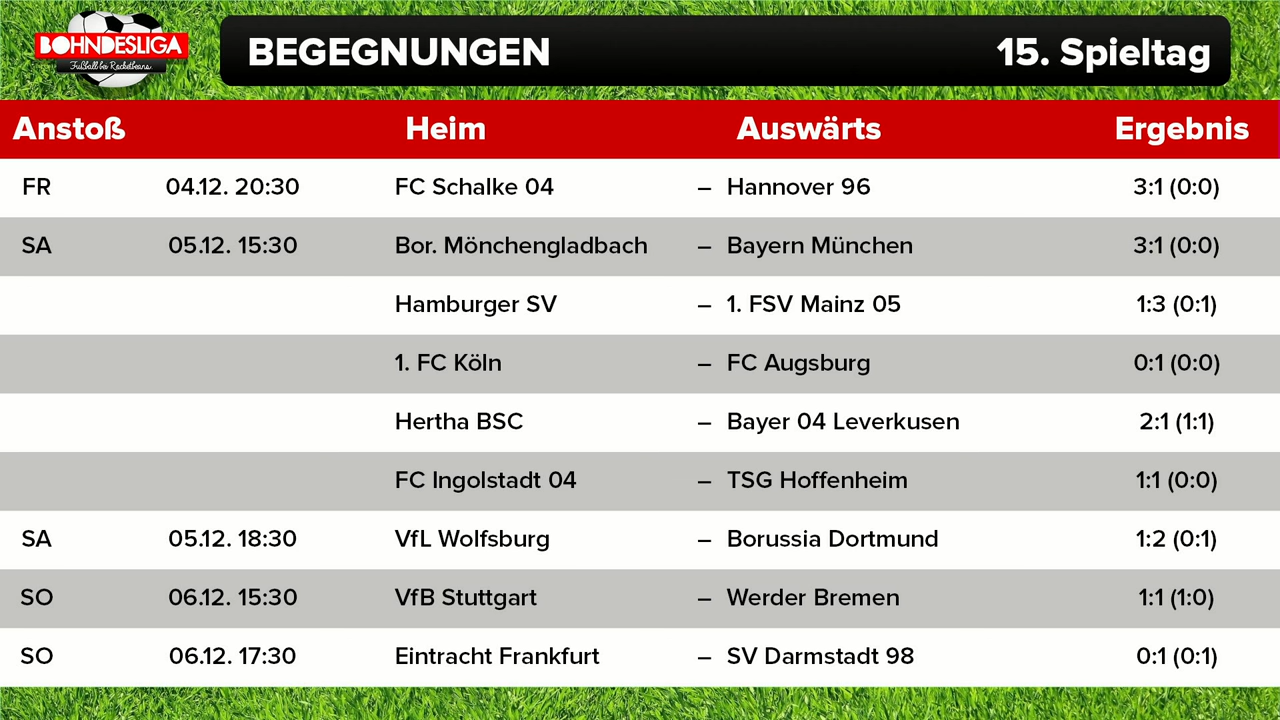 BOHNDESLIGA
Fußball bei Rocketbeans
BEGEGNUNGEN 15. Spieltag
Anstoß Heim Auswärts Ergebnis
FR 04.12. 20:30 FC Schalke 04 – Hannover 96 3:1 (0:0)
SA 05.12. 15:30 Bor. Mönchengladbach – Bayern München 3:1 (0:0)
Hamburger SV – 1. FSV Mainz 05 1:3 (0:1)
1. FC Köln – FC Augsburg 0:1 (0:0)
Hertha BSC – Bayer 04 Leverkusen 2:1 (1:1)
FC Ingolstadt 04 – TSG Hoffenheim 1:1 (0:0)
SA 05.12. 18:30 VfL Wolfsburg – Borussia Dortmund 1:2 (0:1)
SO 06.12. 15:30 VfB Stuttgart – Werder Bremen 1:1 (1:0)
SO 06.12. 17:30 Eintracht Frankfurt – SV Darmstadt 98 0:1 (0:1)